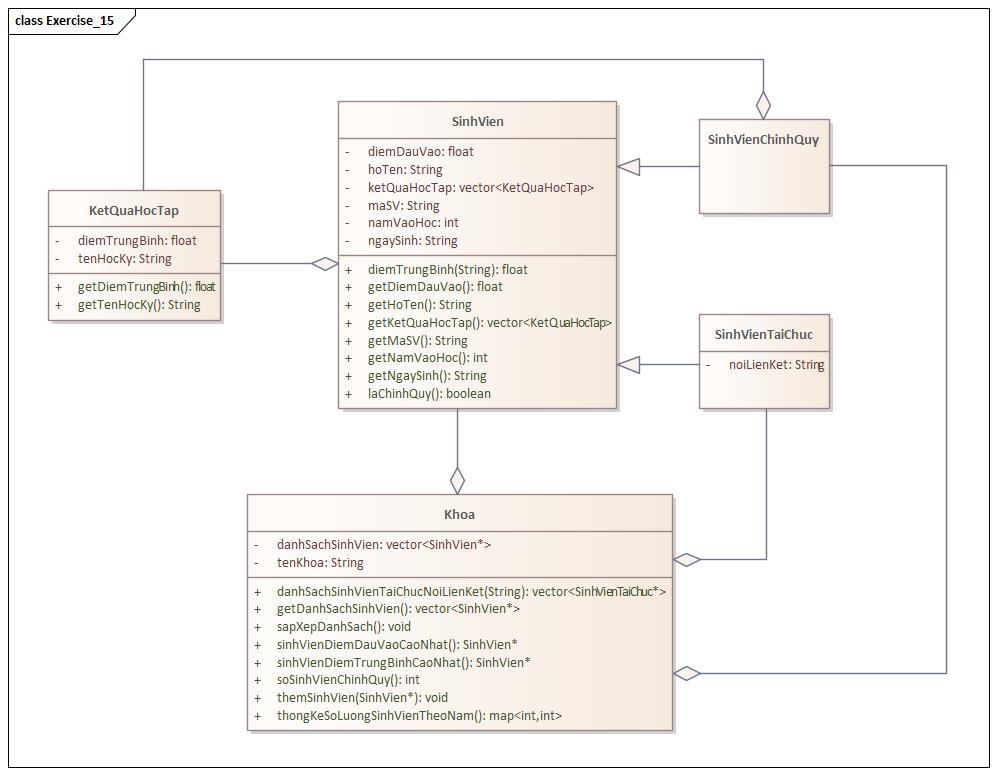 class Exercise_15
SinhVien
- diemDauVao: float
- hoTen: String
- ketQuaHocTap: vector<KetQuaHocTap>
- maSV: String
- namVaoHoc: int
- ngaySinh: String
+ diemTrungBinh(String): float
+ getDiemDauVao(): float
+ getHoTen(): String
+ getKetQuaHocTap(): vector<KetQuaHocTap>
+ getMaSV(): String
+ getNamVaoHoc(): int
+ getNgaySinh(): String
+ laChinhQuy(): boolean
SinhVienChinhQuy
KetQuaHocTap
- diemTrungBinh: float
- tenHocKy: String
+ getDiemTrungBinh(): float
+ getTenHocKy(): String
SinhVienTaiChuc
- noiLienKet: String
Khoa
- danhSachSinhVien: vector<SinhVien*>
- tenKhoa: String
+ danhSachSinhVienTaiChucNoiLienKet(String): vector<SinhVienTaiChuc*>
+ getDanhSachSinhVien(): vector<SinhVien*>
+ sapXepDanhSach(): void
+ sinhVienDiemDauVaoCaoNhat(): SinhVien*
+ sinhVienDiemTrungBinhCaoNhat(): SinhVien*
+ soSinhVienChinhQuy(): int
+ themSinhVien(SinhVien*): void
+ thongKeSoLuongSinhVienTheoNam(): map<int,int>